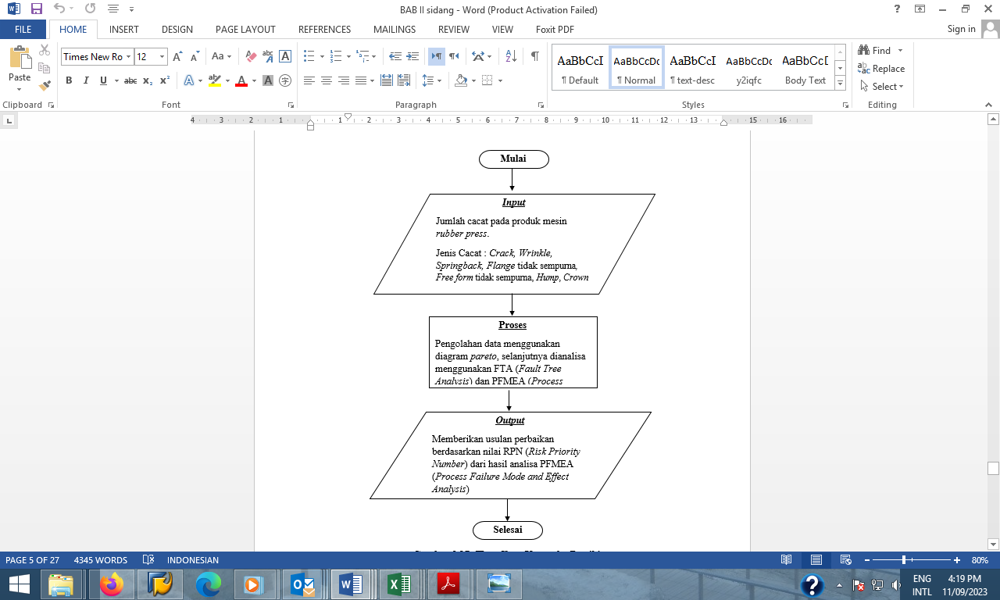 BAB II sidang - Word (Product Activation Failed)
FILE HOME INSERT DESIGN PAGE LAYOUT REFERENCES MAILINGS REVIEW VIEW Foxit PDF Sign in
Paste
Times New Ro 12
AaBbCcI AaBbCcDc AaBbCcI AaBbCcDc AaBbCcI
¶ Default ¶ Normal ¶ text-desc y2iqfc Body Text
Find
Replace
Select
Clipboard Font Paragraph Styles Editing
4 3 2 1 1 2 3 4 5 6 7 8 9 10 11 12 13 14 15 16
Mulai
Input
Jumlah cacat pada produk mesin
rubber press.
Jenis Cacat : Crack, Wrinkle,
Springback, Flange tidak sempurna,
Free form tidak sempurna, Hump, Crown
Proses
Pengolahan data menggunakan
diagram pareto, selanjutnya dianalisa
menggunakan FTA (Fault Tree
Analysis) dan PFMEA (Process
Output
Memberikan usulan perbaikan
berdasarkan nilai RPN (Risk Priority
Number) dari hasil analisa PFMEA
(Process Failure Mode and Effect
Analysis)
Selesai
PAGE 5 OF 27 4345 WORDS INDONESIAN 80%
ENG 4:19 PM
INTL 11/09/2023